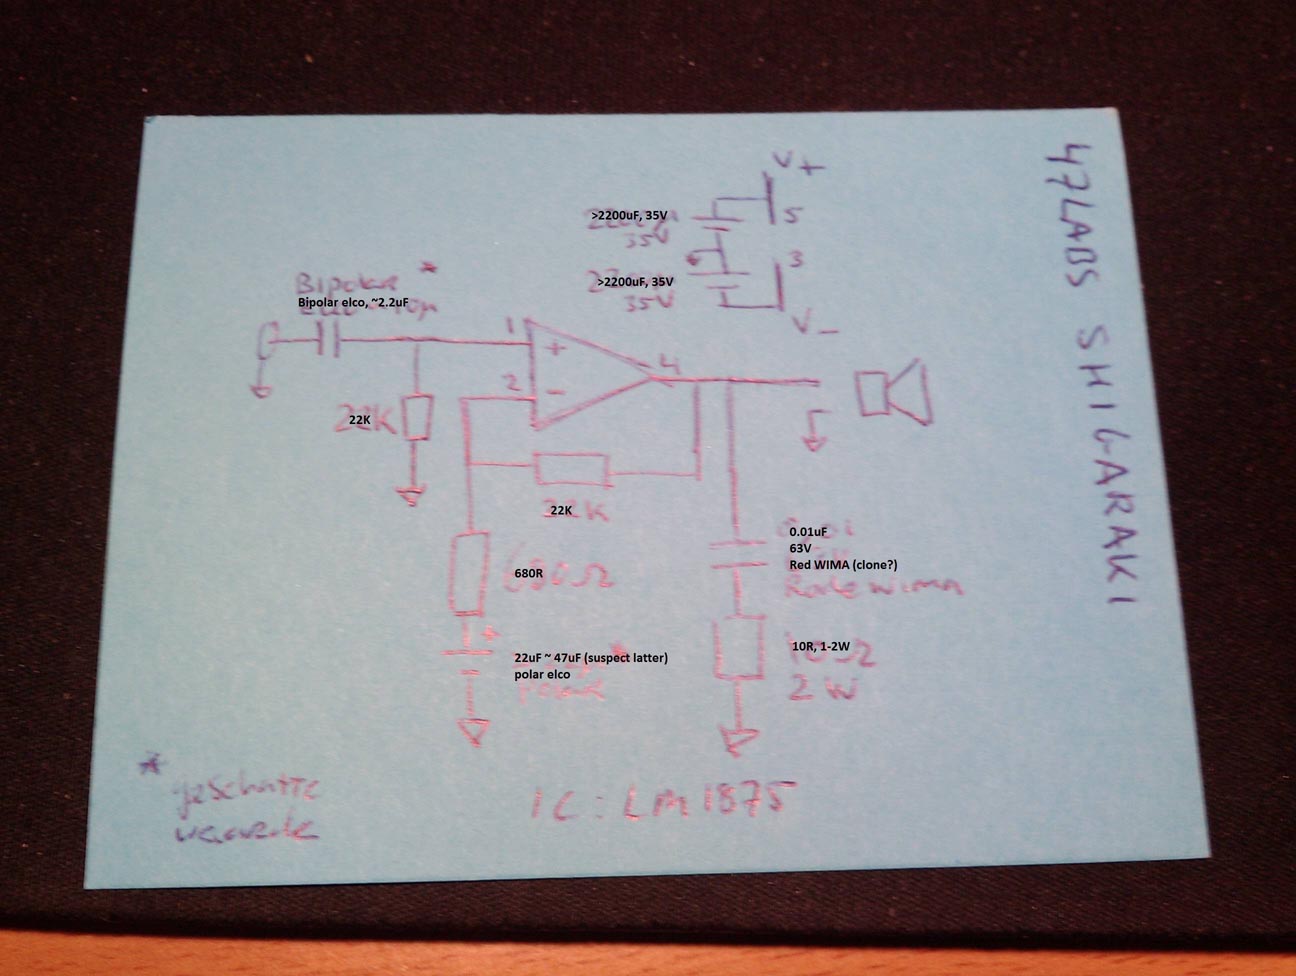 47LABS SHIGARAKI
V+
>2200uF, 35V
35V
5
3
>2200uF, 35V
35V
V-
Bipolar *
Bipolar elco, ~2.2uF
1
+
2
-
4
22K
22K
680R
680Ω
+
22uF ~ 47uF (suspect latter)
polar elco
0.01uF
63V
Red WIMA (clone?)
Rode wima
10R, 1-2W
10Ω
2W
*
geschatte
waarde
IC: LM1875